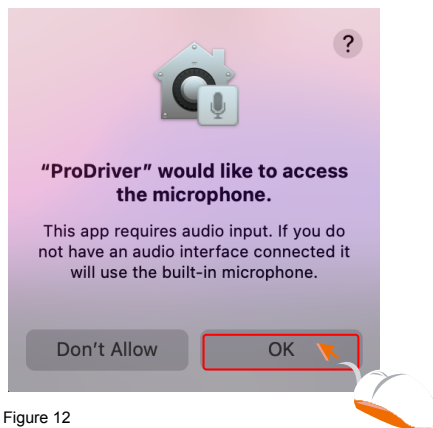 ?
“ProDriver” would like to access
the microphone.
This app requires audio input. If you do
not have an audio interface connected it
will use the built-in microphone.
Don’t Allow
OK
Figure 12